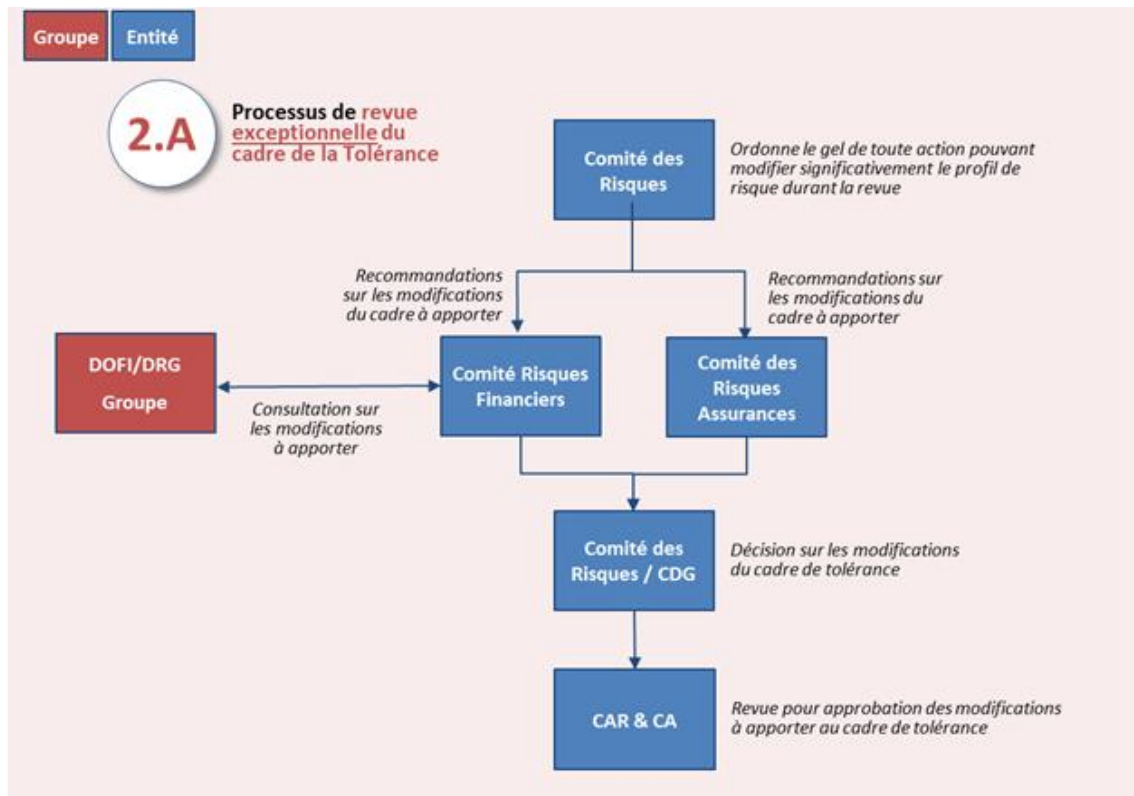 Groupe
Entité
2.A
Processus de revue
exceptionnelle du
cadre de la Tolérance
Comité des
Risques
Ordonne le gel de toute action pouvant
modifier significativement le profil de
risque durant la revue
Recommandations
sur les modifications
du cadre à apporter
Recommandations sur
les modifications du
cadre à apporter
DOFI/DRG
Groupe
Consultation sur
les modifications
à apporter
Comité Risques
Financiers
Comité des
Risques
Assurances
Comité des
Risques / CDG
Décision sur les modifications
du cadre de tolérance
CAR & CA
Revue pour approbation des modifications
à apporter au cadre de tolérance